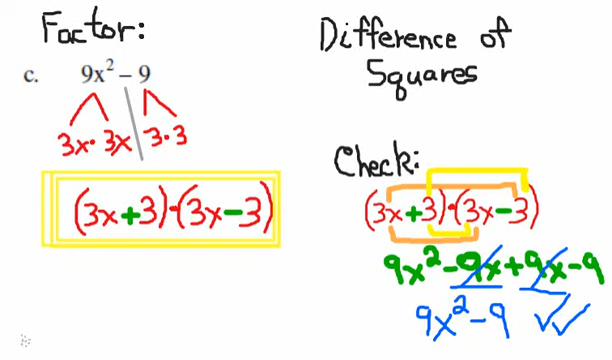 Factor:
c. 9x² − 9
3x · 3x 3 · 3
(3x+3)·(3x−3)
Difference of
Squares
Check:
(3x+3)·(3x−3)
9x² − 9x + 9x − 9
9x² − 9 ✓✓